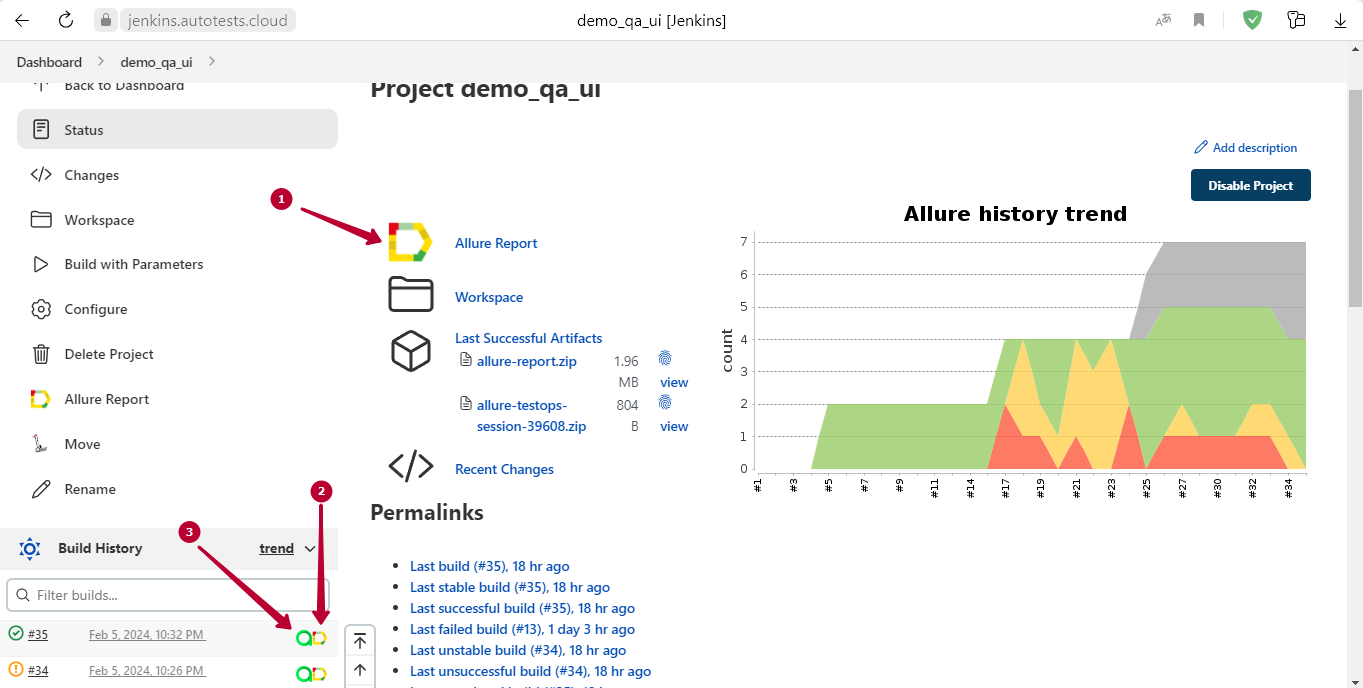 jenkins.autotests.cloud
demo_qa_ui [Jenkins]
Dashboard
demo_qa_ui
Back to Dashboard
Status
Changes
Workspace
Build with Parameters
Configure
Delete Project
Allure Report
Move
Rename
Build History
trend
Filter builds...
#35
Feb 5, 2024, 10:32 PM
#34
Feb 5, 2024, 10:26 PM
1
2
3
Project demo_qa_ui
Add description
Disable Project
Allure Report
Workspace
Last Successful Artifacts
allure-report.zip 1.96
MB view
allure-testops- 804
session-39608.zip B view
Recent Changes
Allure history trend
count
7
6
5
4
3
2
1
0
#1 #3 #5 #7 #9 #11 #14 #17 #19 #21 #23 #25 #27 #30 #32 #34
Permalinks
Last build (#35), 18 hr ago
Last stable build (#35), 18 hr ago
Last successful build (#35), 18 hr ago
Last failed build (#13), 1 day 3 hr ago
Last unstable build (#34), 18 hr ago
Last unsuccessful build (#34), 18 hr ago